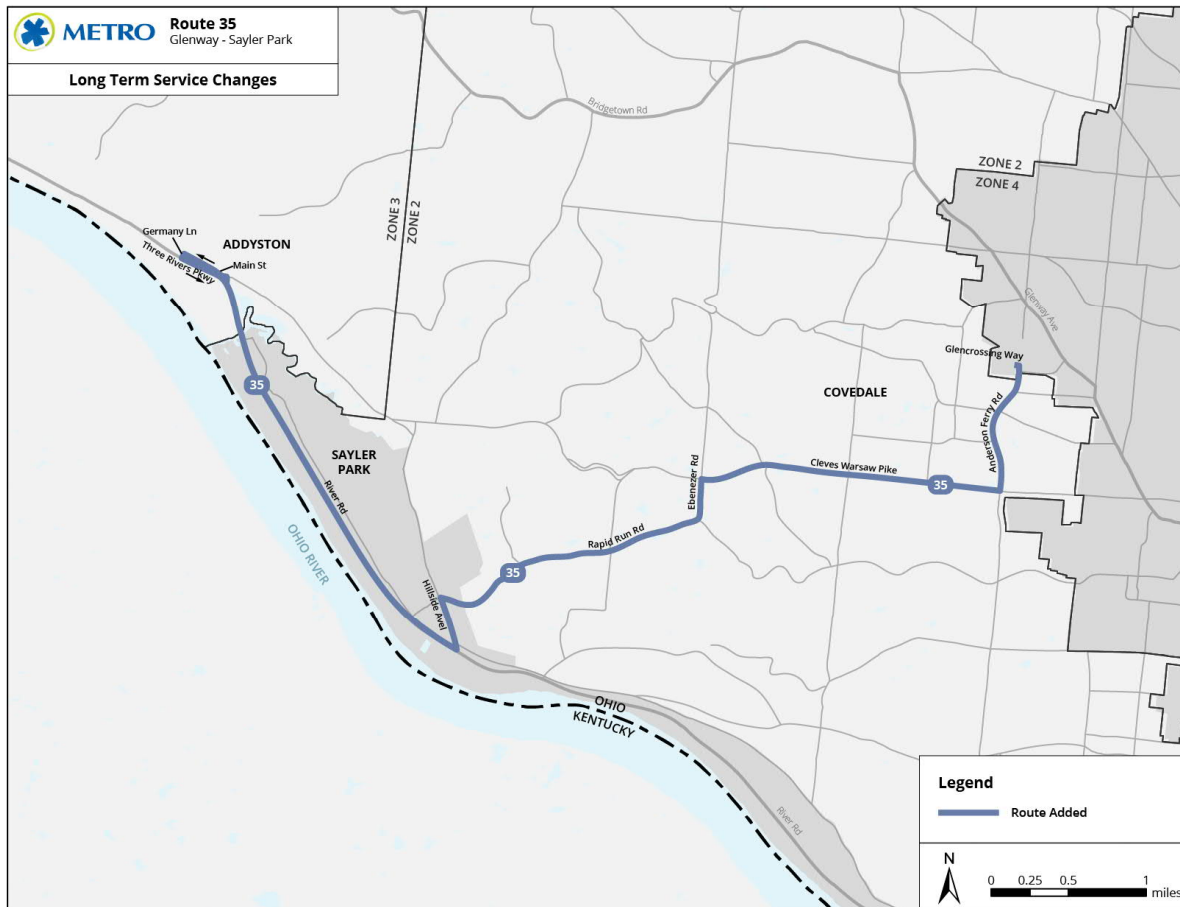 METRO
Route 35
Glenway - Sayler Park
Long Term Service Changes
Bridgetown Rd
ZONE 2
ZONE 4
ZONE 3
ZONE 2
Germany Ln
ADDYSTON
Three Rivers Pkwy
Main St
Glenway Ave
Glencrossing Way
35
COVEDALE
Anderson Ferry Rd
SAYLER
PARK
Ebenezer Rd
Cleves Warsaw Pike
35
River Rd
OHIO RIVER
Rapid Run Rd
35
Hillside Avel
OHIO
KENTUCKY
River Rd
Legend
Route Added
N
0 0.25 0.5 1
miles